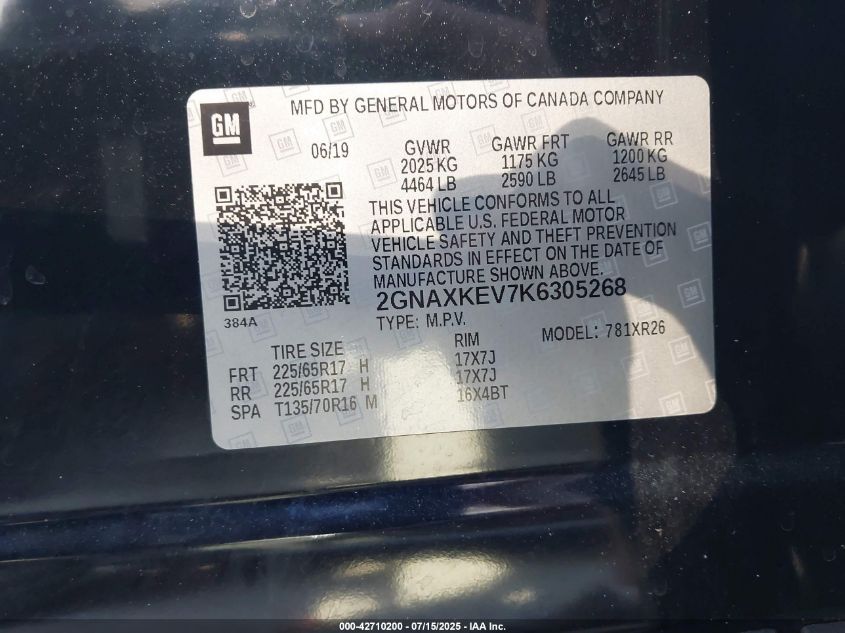 MFD BY GENERAL MOTORS OF CANADA COMPANY
GM
06/19 GVWR GAWR FRT GAWR RR
2025 KG 1175 KG 1200 KG
4464 LB 2590 LB 2645 LB
THIS VEHICLE CONFORMS TO ALL
APPLICABLE U.S. FEDERAL MOTOR
VEHICLE SAFETY AND THEFT PREVENTION
STANDARDS IN EFFECT ON THE DATE OF
MANUFACTURE SHOWN ABOVE.
2GNAXKEV7K6305268
384A
TYPE: M.P.V. MODEL: 781XR26
TIRE SIZE RIM
FRT 225/65R17 H 17X7J
RR 225/65R17 H 17X7J
SPA T135/70R16 M 16X4BT
000-42710200 - 07/15/2025 - IAA Inc.